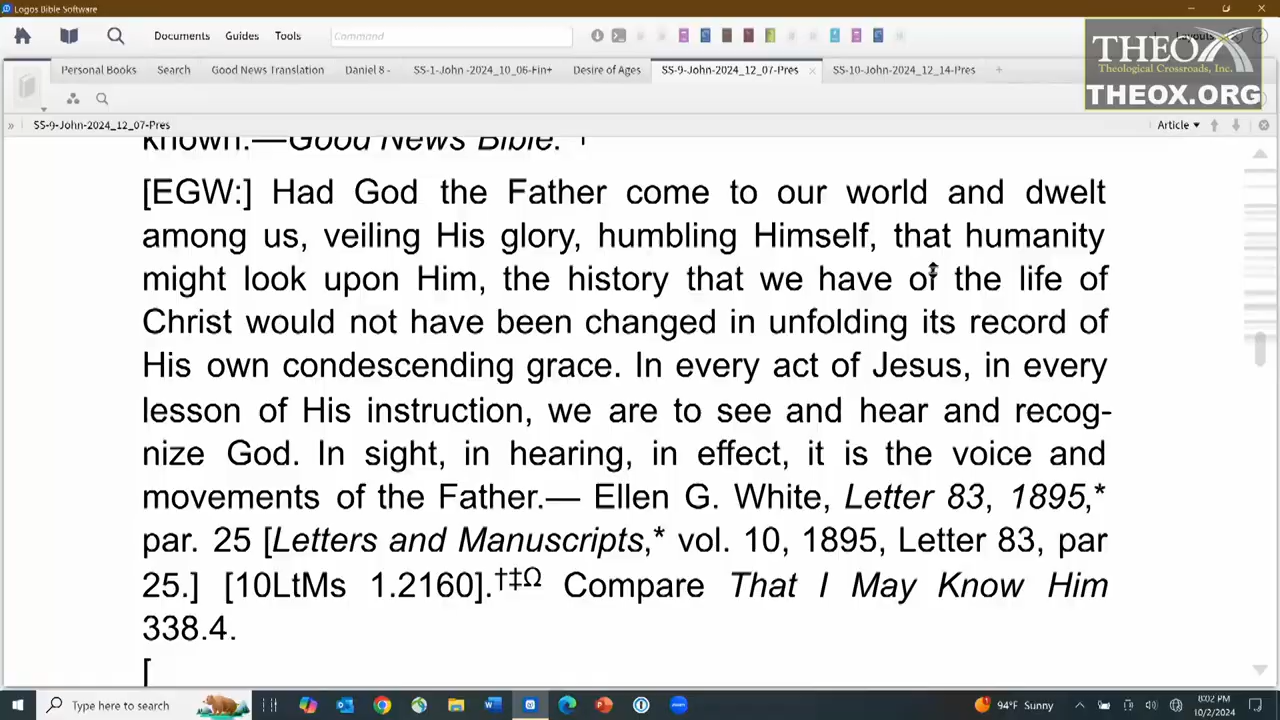 Logos Bible Software
Documents Guides Tools Command Layouts
THEOX
Theological Crossroads, Inc.
THEOX.ORG
Personal Books Search Good News Translation Daniel 8 - Desire of Ages SS-9-John-2024_12_07-Pres SS-10-John-2024_12_14-Pres
SS-9-John-2024_12_07-Pres Article
known.—Good News Bible.
[EGW:] Had God the Father come to our world and dwelt
among us, veiling His glory, humbling Himself, that humanity
might look upon Him, the history that we have of the life of
Christ would not have been changed in unfolding its record of
His own condescending grace. In every act of Jesus, in every
lesson of His instruction, we are to see and hear and recog-
nize God. In sight, in hearing, in effect, it is the voice and
movements of the Father.— Ellen G. White, Letter 83, 1895,*
par. 25 [Letters and Manuscripts,* vol. 10, 1895, Letter 83, par
25.] [10LtMs 1.2160].†‡Ω Compare That I May Know Him
338.4.
[
Type here to search
94°F Sunny
8:02 PM
10/2/2024